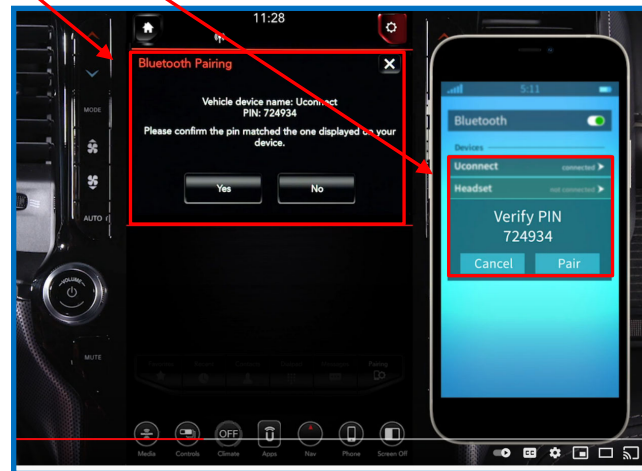 11:28
Bluetooth Pairing
X
Vehicle device name: Uconnect
PIN: 724934
Please confirm the pin matched the one displayed on your
device.
Yes
No
MODE
AUTO
VOLUME
MUTE
Pairing
Media
Controls
OFF
Climate
Apps
Nav
Phone
Screen Off
5:11
Bluetooth
Devices
Uconnect
connected
Headset
not connected
Verify PIN
724934
Cancel
Pair
CC